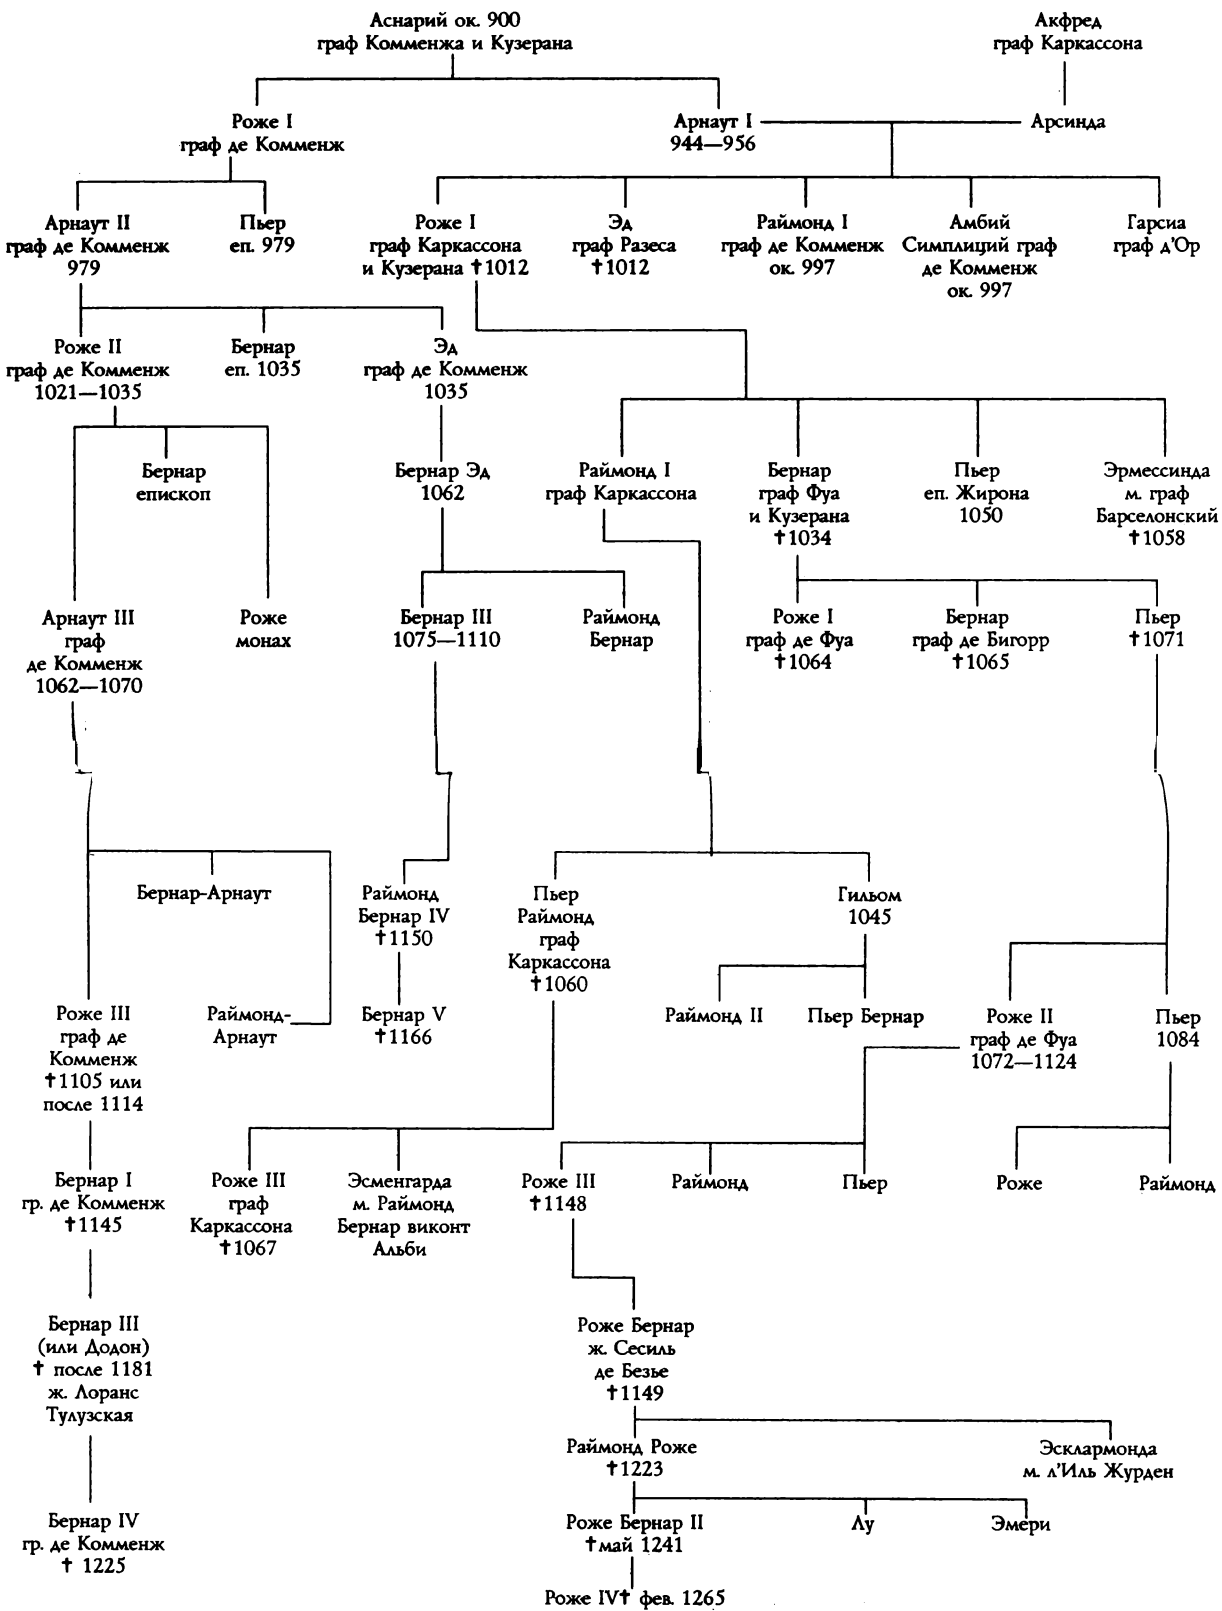 Аснарий ок. 900
граф Комменжа и Кузерана
Акфред
граф Каркассона
Роже I
граф де Комменж
Арнаут I
944—956
Арсинда
Арнаут II
граф де Комменж
979
Пьер
еп. 979
Роже I
граф Каркассона
и Кузерана †1012
Эд
граф Разеса
†1012
Раймонд I
граф де Комменж
ок. 997
Амбий
Симплиций граф
де Комменж
ок. 997
Гарсиа
граф д'Ор
Роже II
граф де Комменж
1021—1035
Бернар
еп. 1035
Эд
граф де Комменж
1035
Бернар
епископ
Бернар Эд
1062
Раймонд I
граф Каркассона
Бернар
граф Фуа
и Кузерана
†1034
Пьер
еп. Жирона
1050
Эрмессинда
м. граф
Барселонский
†1058
Арнаут III
граф
де Комменж
1062—1070
Роже
монах
Бернар III
1075—1110
Раймонд
Бернар
Роже I
граф де Фуа
†1064
Бернар
граф де Бигорр
†1065
Пьер
†1071
Бернар-Арнаут
Раймонд
Бернар IV
†1150
Пьер
Раймонд
граф
Каркассона
†1060
Гильом
1045
Роже III
граф де
Комменж
†1105 или
после 1114
Раймонд-
Арнаут
Бернар V
†1166
Раймонд II
Пьер Бернар
Роже II
граф де Фуа
1072—1124
Пьер
1084
Бернар I
гр. де Комменж
†1145
Роже III
граф
Каркассона
†1067
Эсменгарда
м. Раймонд
Бернар виконт
Альби
Роже III
†1148
Раймонд
Пьер
Роже
Раймонд
Бернар III
(или Додон)
† после 1181
ж. Лоранс
Тулузская
Роже Бернар
ж. Сесиль
де Безье
†1149
Раймонд Роже
†1223
Эсклармонда
м. л'Иль Журден
Бернар IV
гр. де Комменж
† 1225
Роже Бернар II
†май 1241
Лу
Эмери
Роже IV† фев. 1265